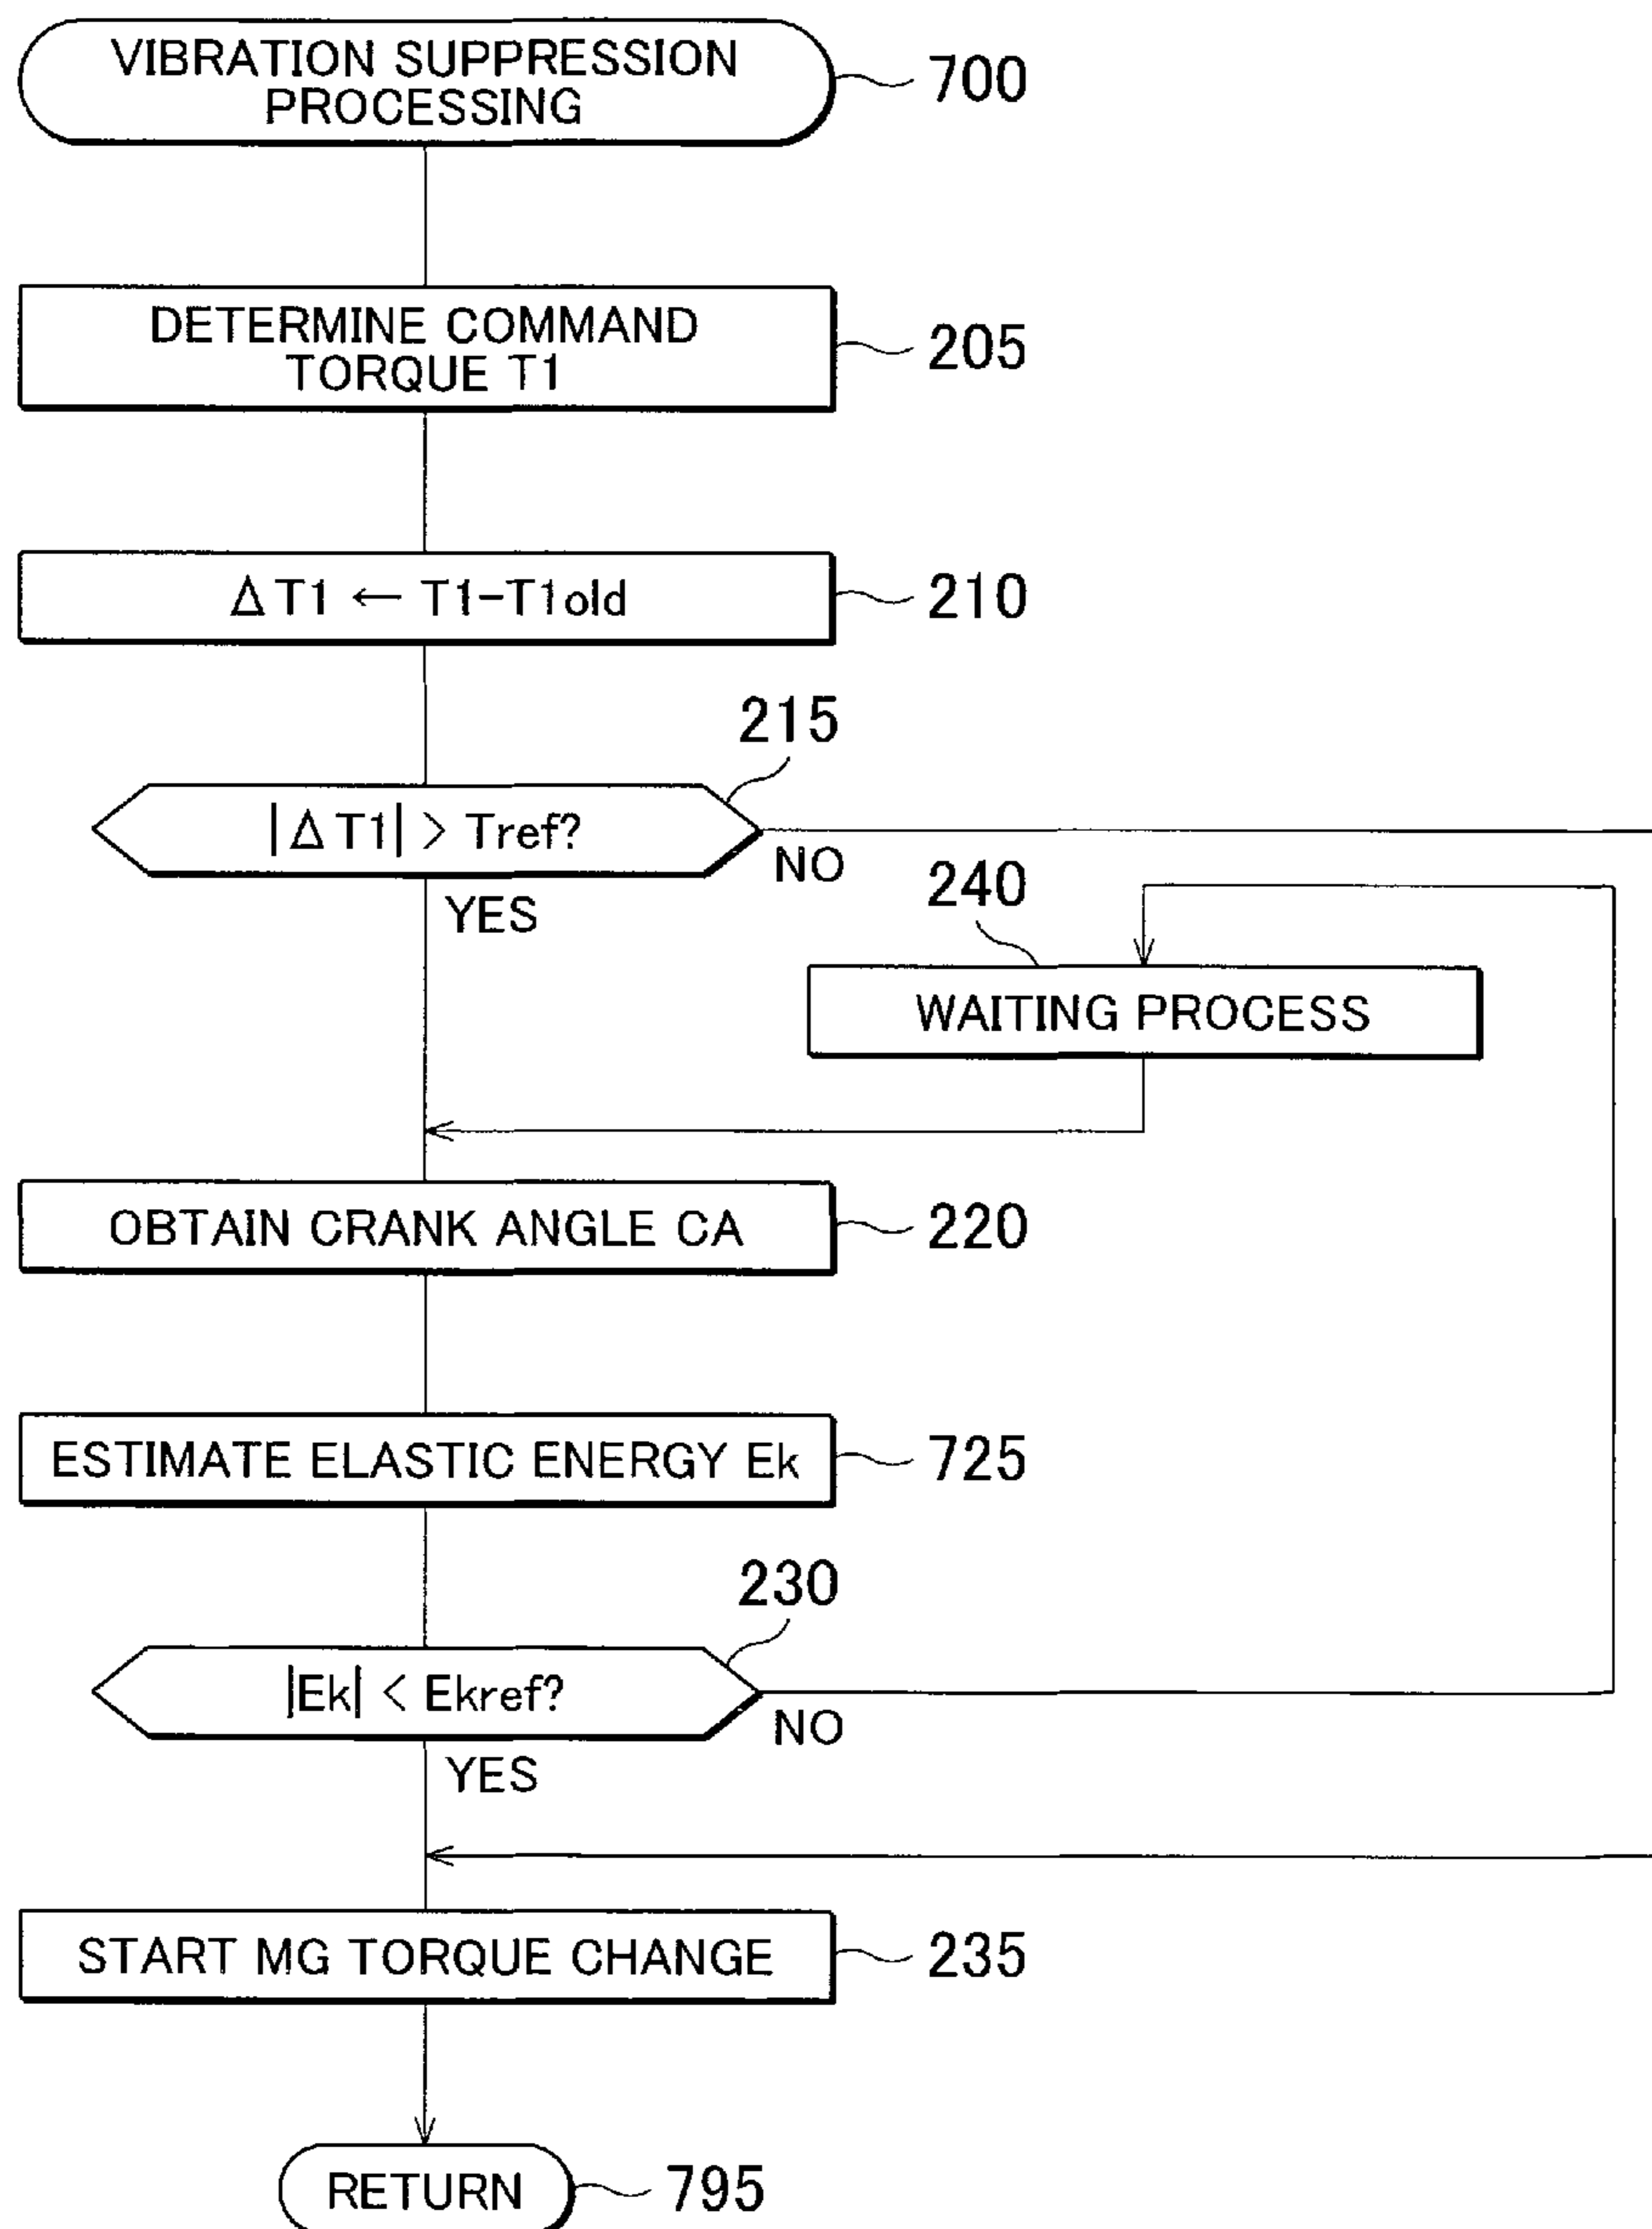 VIBRATION SUPPRESSION
PROCESSING
700
DETERMINE COMMAND
TORQUE T1
205
ΔT1 ← T1-T1old
210
215
|ΔT1| > Tref?
NO
YES
240
WAITING PROCESS
OBTAIN CRANK ANGLE CA
220
ESTIMATE ELASTIC ENERGY Ek
725
230
|Ek| < Ekref?
NO
YES
START MG TORQUE CHANGE
235
RETURN
795